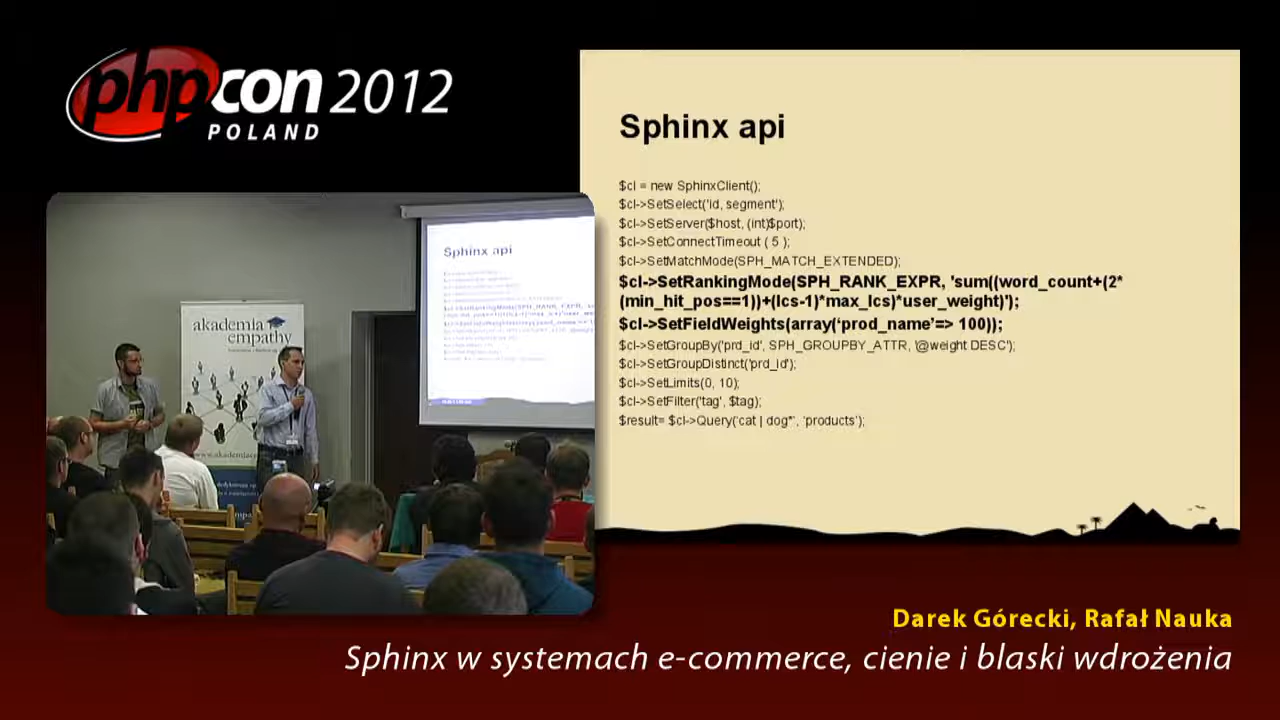 phpcon 2012
POLAND
Sphinx api
$cl = new SphinxClient();
$cl->SetSelect('id, segment');
$cl->SetServer($host, (int)$port);
$cl->SetConnectTimeout ( 5 );
$cl->SetMatchMode(SPH_MATCH_EXTENDED);
$cl->SetRankingMode(SPH_RANK_EXPR, 'sum((word_count+(2*
(min_hit_pos==1))+(lcs-1)*max_lcs)*user_weight)');
$cl->SetFieldWeights(array('prod_name'=> 100));
$cl->SetGroupBy('prd_id', SPH_GROUPBY_ATTR, '@weight DESC');
$cl->SetGroupDistinct('prd_id');
$cl->SetLimits(0, 10);
$cl->SetFilter('tag', $tag);
$result= $cl->Query('cat | dog*', 'products');
Sphinx api
akademia
empathy
Darek Górecki, Rafał Nauka
Sphinx w systemach e-commerce, cienie i blaski wdrożenia